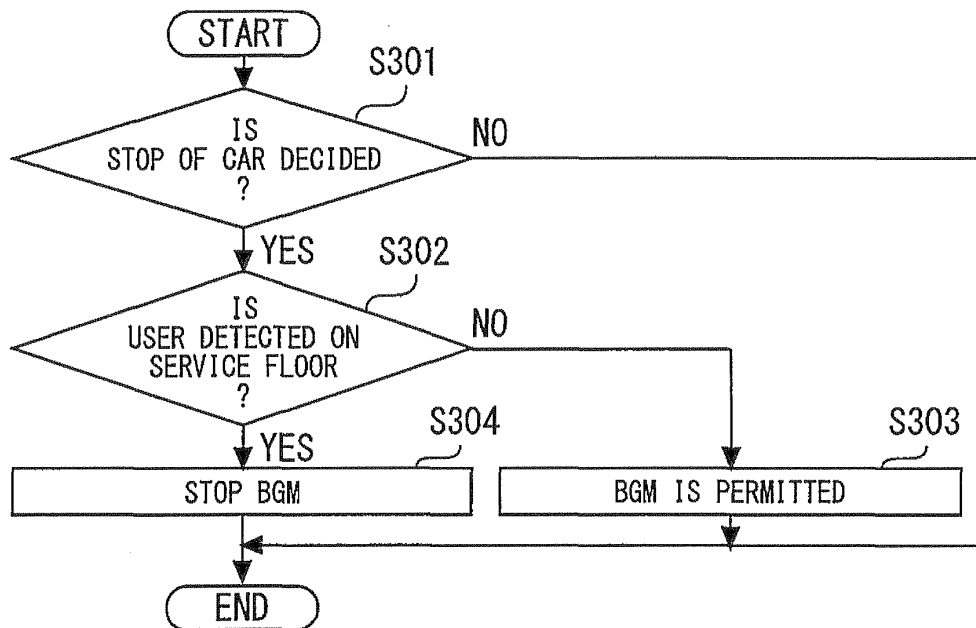 START
S301
IS
STOP OF CAR DECIDED
?
NO
YES
S302
IS
USER DETECTED ON
SERVICE FLOOR
?
NO
YES
S304
STOP BGM
S303
BGM IS PERMITTED
END